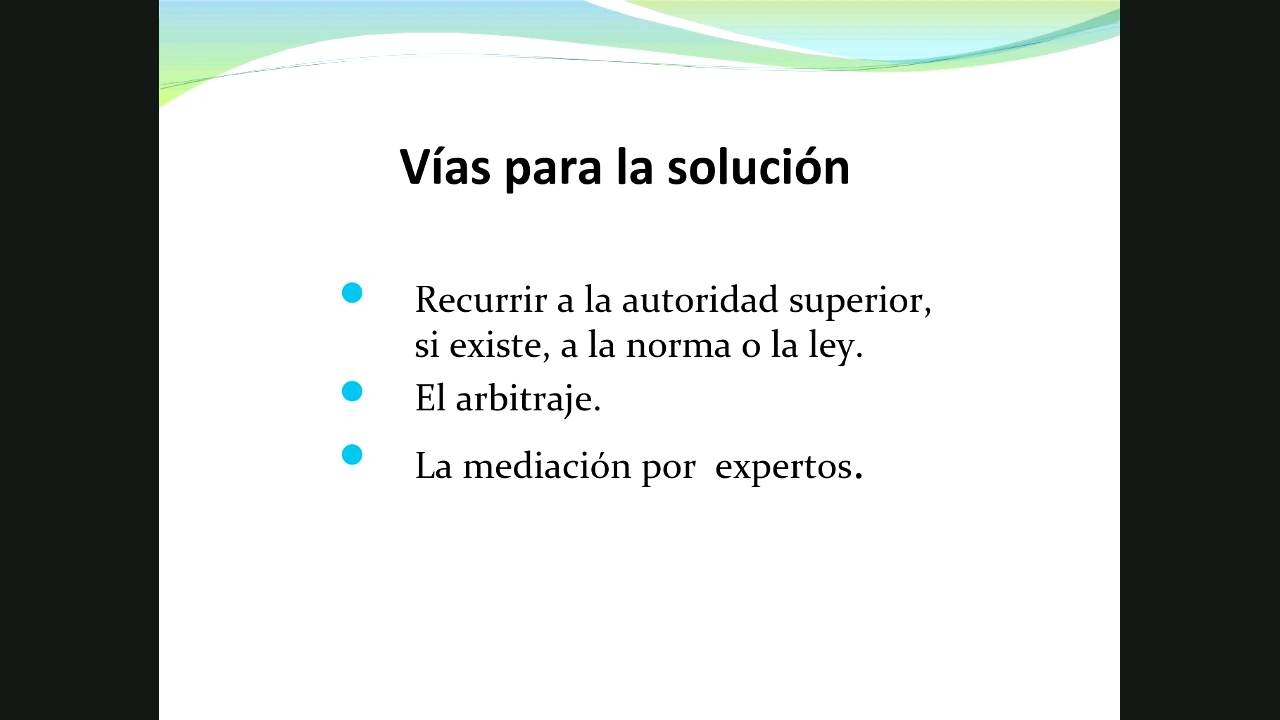 Vías para la solución
Recurrir a la autoridad superior,
si existe, a la norma o la ley.
El arbitraje.
La mediación por  expertos.